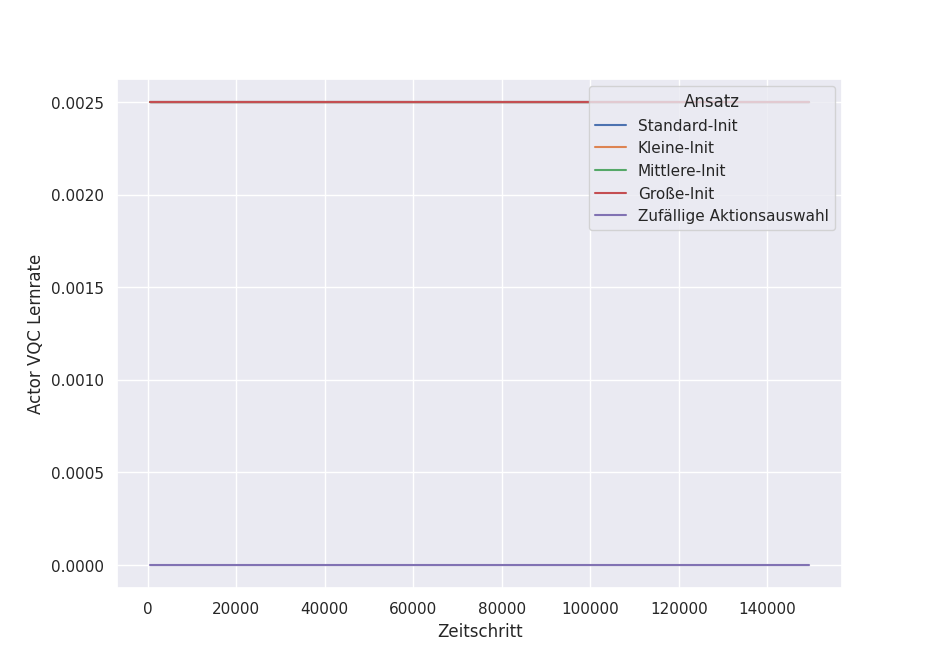 0.0025
0.0020
0.0015
0.0010
0.0005
0.0000
Actor VQC Lernrate
Ansatz
Standard-Init
Kleine-Init
Mittlere-Init
Große-Init
Zufällige Aktionsauswahl
0 20000 40000 60000 80000 100000 120000 140000
Zeitschritt